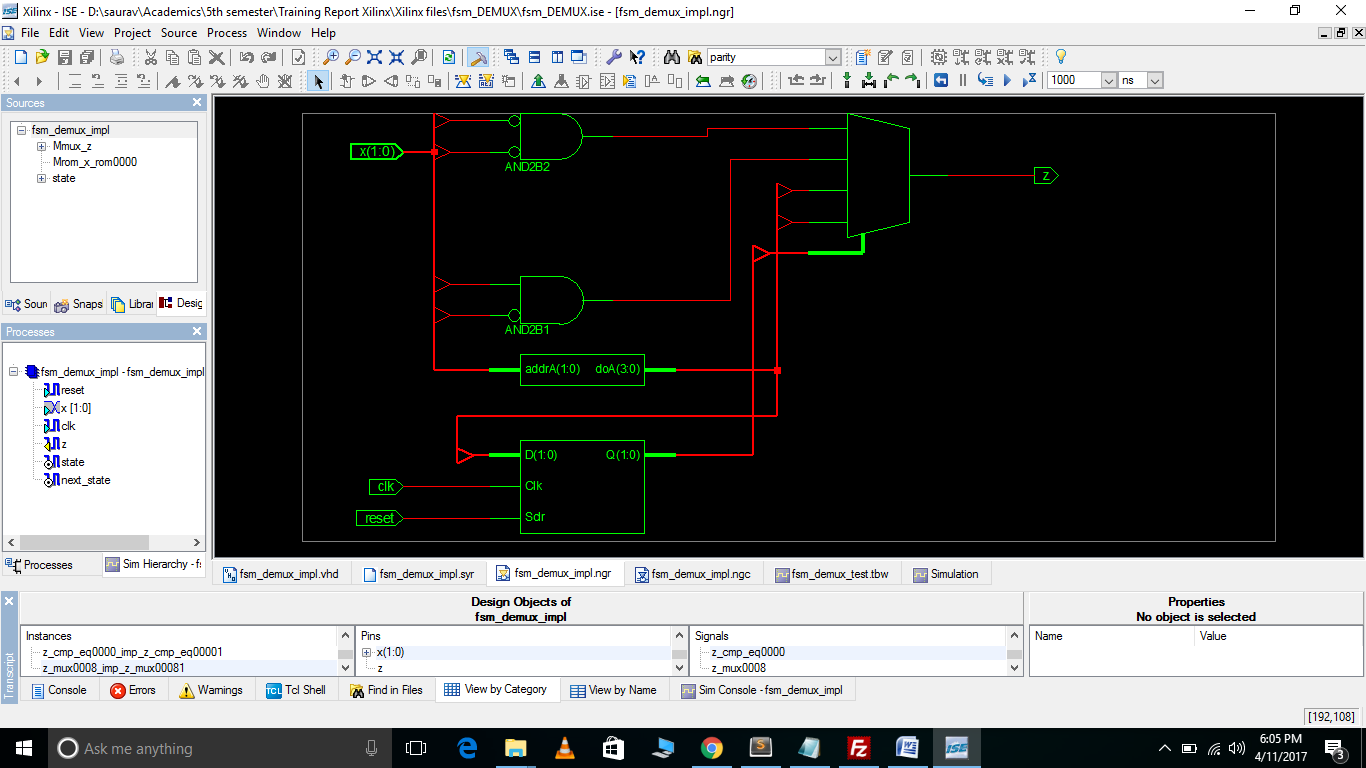 Xilinx - ISE - D:\saurav\Academics\5th semester\Training Report Xilinx\Xilinx files\fsm_DEMUX\fsm_DEMUX.ise - [fsm_demux_impl.ngr]
File Edit View Project Source Process Window Help
parity
1000 ns
Sources
fsm_demux_impl
Mmux_z
Mrom_x_rom0000
state
Sour Snaps Librai Desig
Processes
fsm_demux_impl - fsm_demux_impl
reset
x [1:0]
clk
z
state
next_state
Processes Sim Hierarchy - fs
x(1:0)
AND2B2
z
AND2B1
addrA(1:0) doA(3:0)
D(1:0) Q(1:0)
clk Clk
reset Sdr
fsm_demux_impl.vhd fsm_demux_impl.syr fsm_demux_impl.ngr fsm_demux_impl.ngc fsm_demux_test.tbw Simulation
Transcript
Design Objects of
fsm_demux_impl
Properties
No object is selected
Instances Pins Signals Name Value
z_cmp_eq0000_imp_z_cmp_eq00001 x(1:0) z_cmp_eq0000
z_mux0008_imp_z_mux00081 z z_mux0008
Console Errors Warnings TCL Tcl Shell Find in Files View by Category View by Name Sim Console - fsm_demux_impl
[192,108]
Ask me anything
6:05 PM
4/11/2017
3